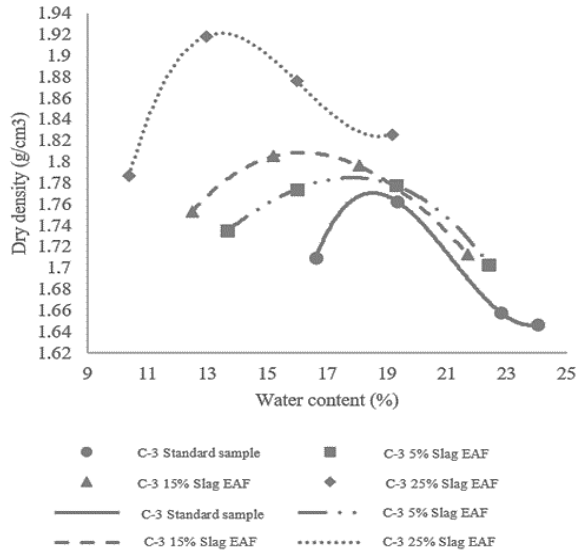 1.94
1.92
1.9
1.88
1.86
1.84
1.82
1.8
1.78
1.76
1.74
1.72
1.7
1.68
1.66
1.64
1.62
Dry density (g/cm3)
9 11 13 15 17 19 21 23 25
Water content (%)
C-3 Standard sample C-3 5% Slag EAF
C-3 15% Slag EAF C-3 25% Slag EAF
C-3 Standard sample C-3 5% Slag EAF
C-3 15% Slag EAF C-3 25% Slag EAF